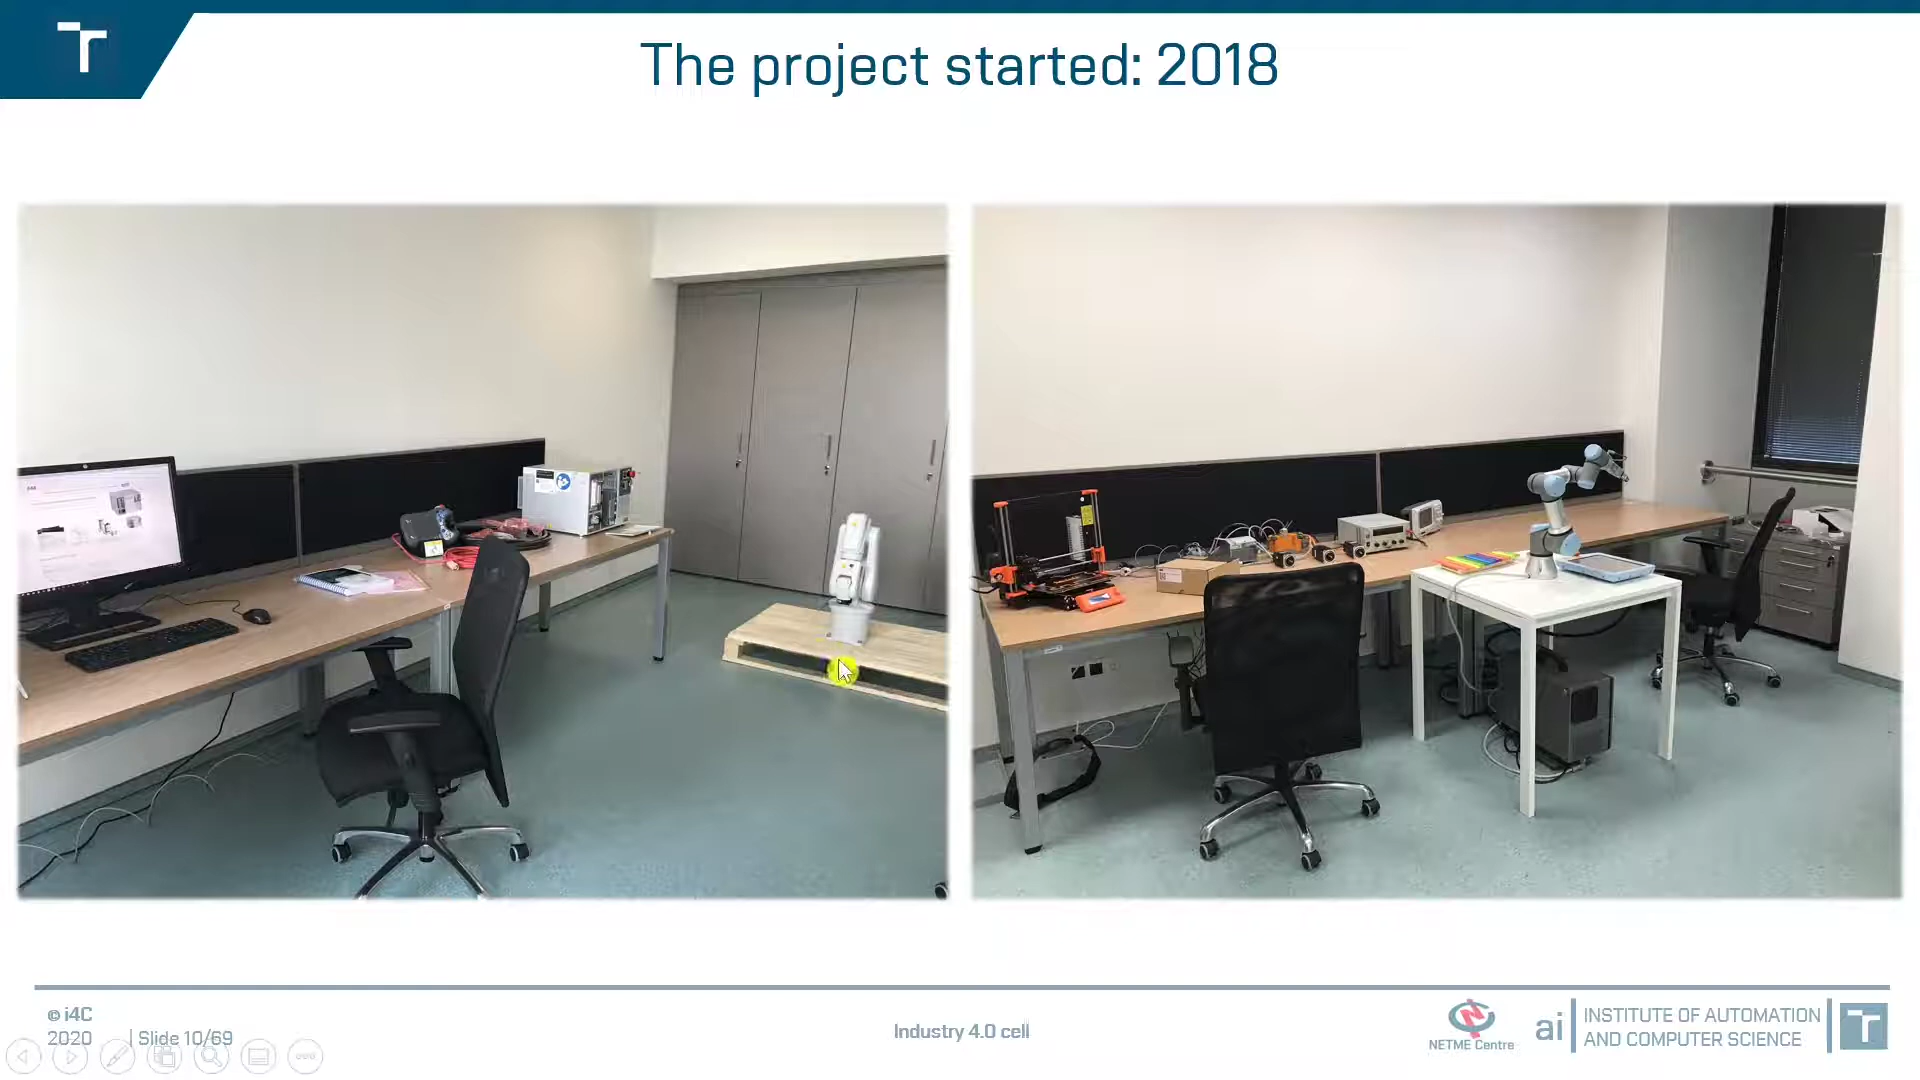 The project started: 2018
© i4C
2020 | Slide 10/69
Industry 4.0 cell
NETME Centre
ai
INSTITUTE OF AUTOMATION
AND COMPUTER SCIENCE